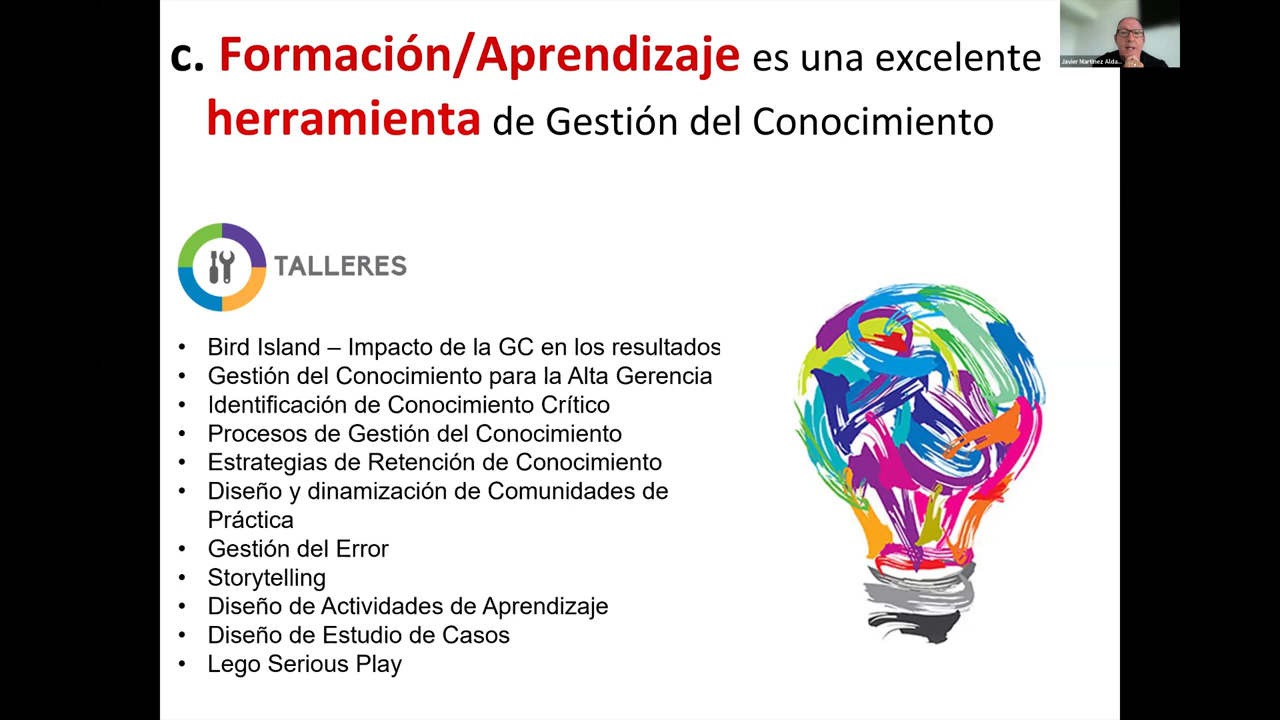 c. Formación/Aprendizaje es una excelente
herramienta de Gestión del Conocimiento
Javier Martínez Alda...
TALLERES
• Bird Island – Impacto de la GC en los resultados
• Gestión del Conocimiento para la Alta Gerencia
• Identificación de Conocimiento Crítico
• Procesos de Gestión del Conocimiento
• Estrategias de Retención de Conocimiento
• Diseño y dinamización de Comunidades de
Práctica
• Gestión del Error
• Storytelling
• Diseño de Actividades de Aprendizaje
• Diseño de Estudio de Casos
• Lego Serious Play